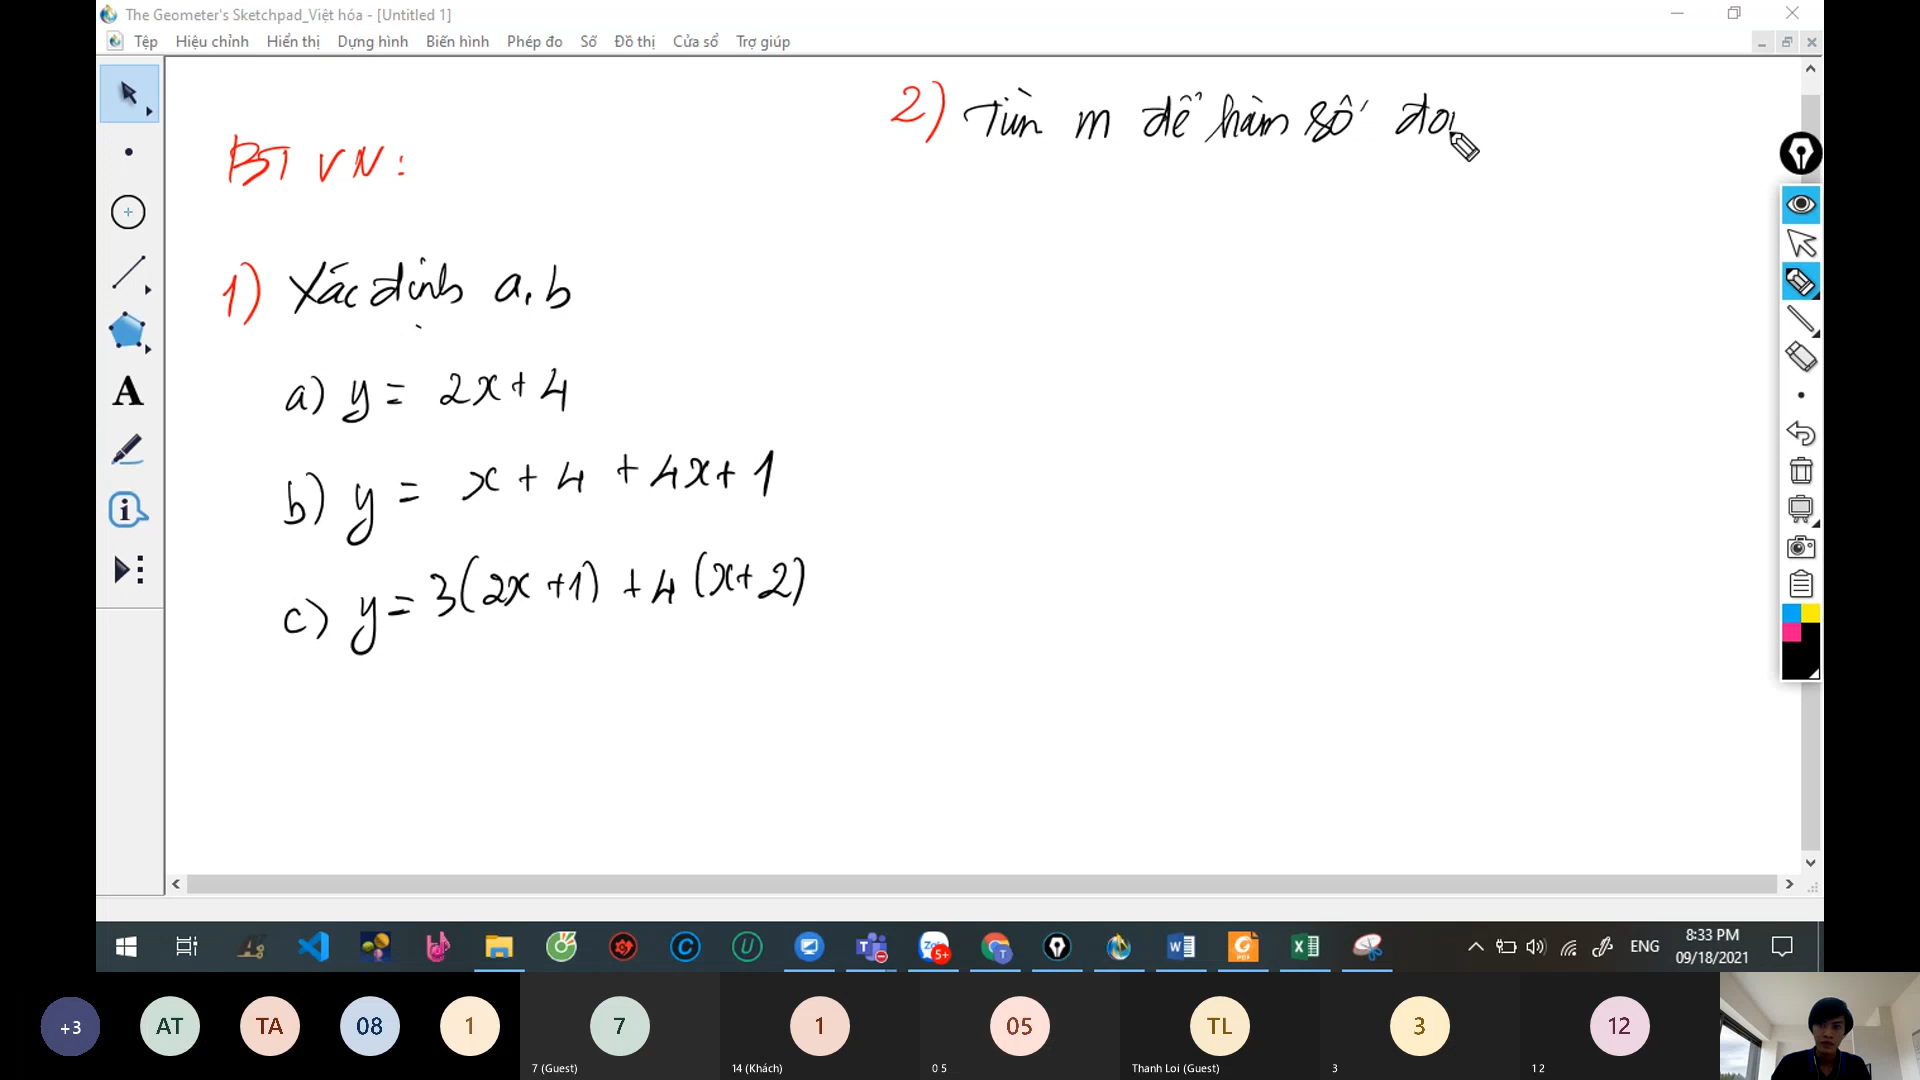 The Geometer's Sketchpad_Việt hóa - [Untitled 1]
Tệp Hiệu chỉnh Hiển thị Dựng hình Biến hình Phép đo Số Đồ thị Cửa sổ Trợ giúp
BT VN:
1) Xác định a, b
a) y = 2x + 4
b) y = x + 4 + 4x + 1
c) y = 3(2x + 1) + 4(x + 2)
2) Tìm m để hàm số đồ
A
ENG
8:33 PM
09/18/2021
+3 AT TA 08 1 7 1 05 TL 3 12
7 (Guest) 14 (Khách) 0 5 Thanh Loi (Guest) 3 1 2